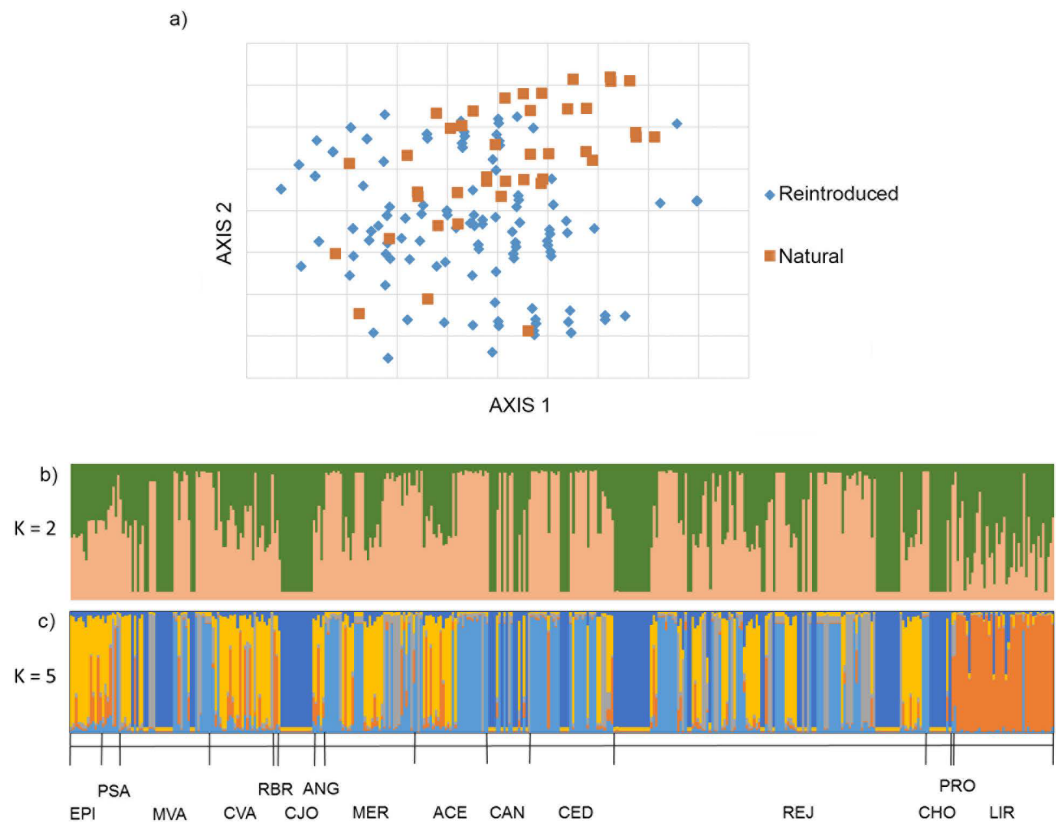 a)
AXIS 2
Reintroduced
Natural
AXIS 1
b)
K = 2
c)
K = 5
PSA RBR ANG PRO
EPI MVA CVA CJO MER ACE CAN CED REJ CHO LIR